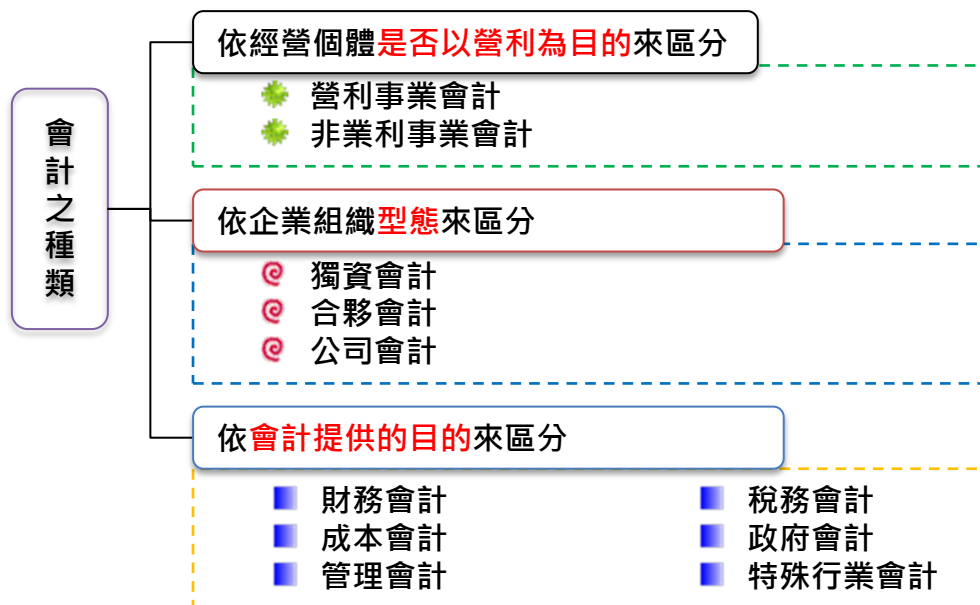 會計之種類
依經營個體是否以營利為目的來區分
營利事業會計
非業利事業會計
依企業組織型態來區分
獨資會計
合夥會計
公司會計
依會計提供的目的來區分
財務會計
成本會計
管理會計
稅務會計
政府會計
特殊行業會計